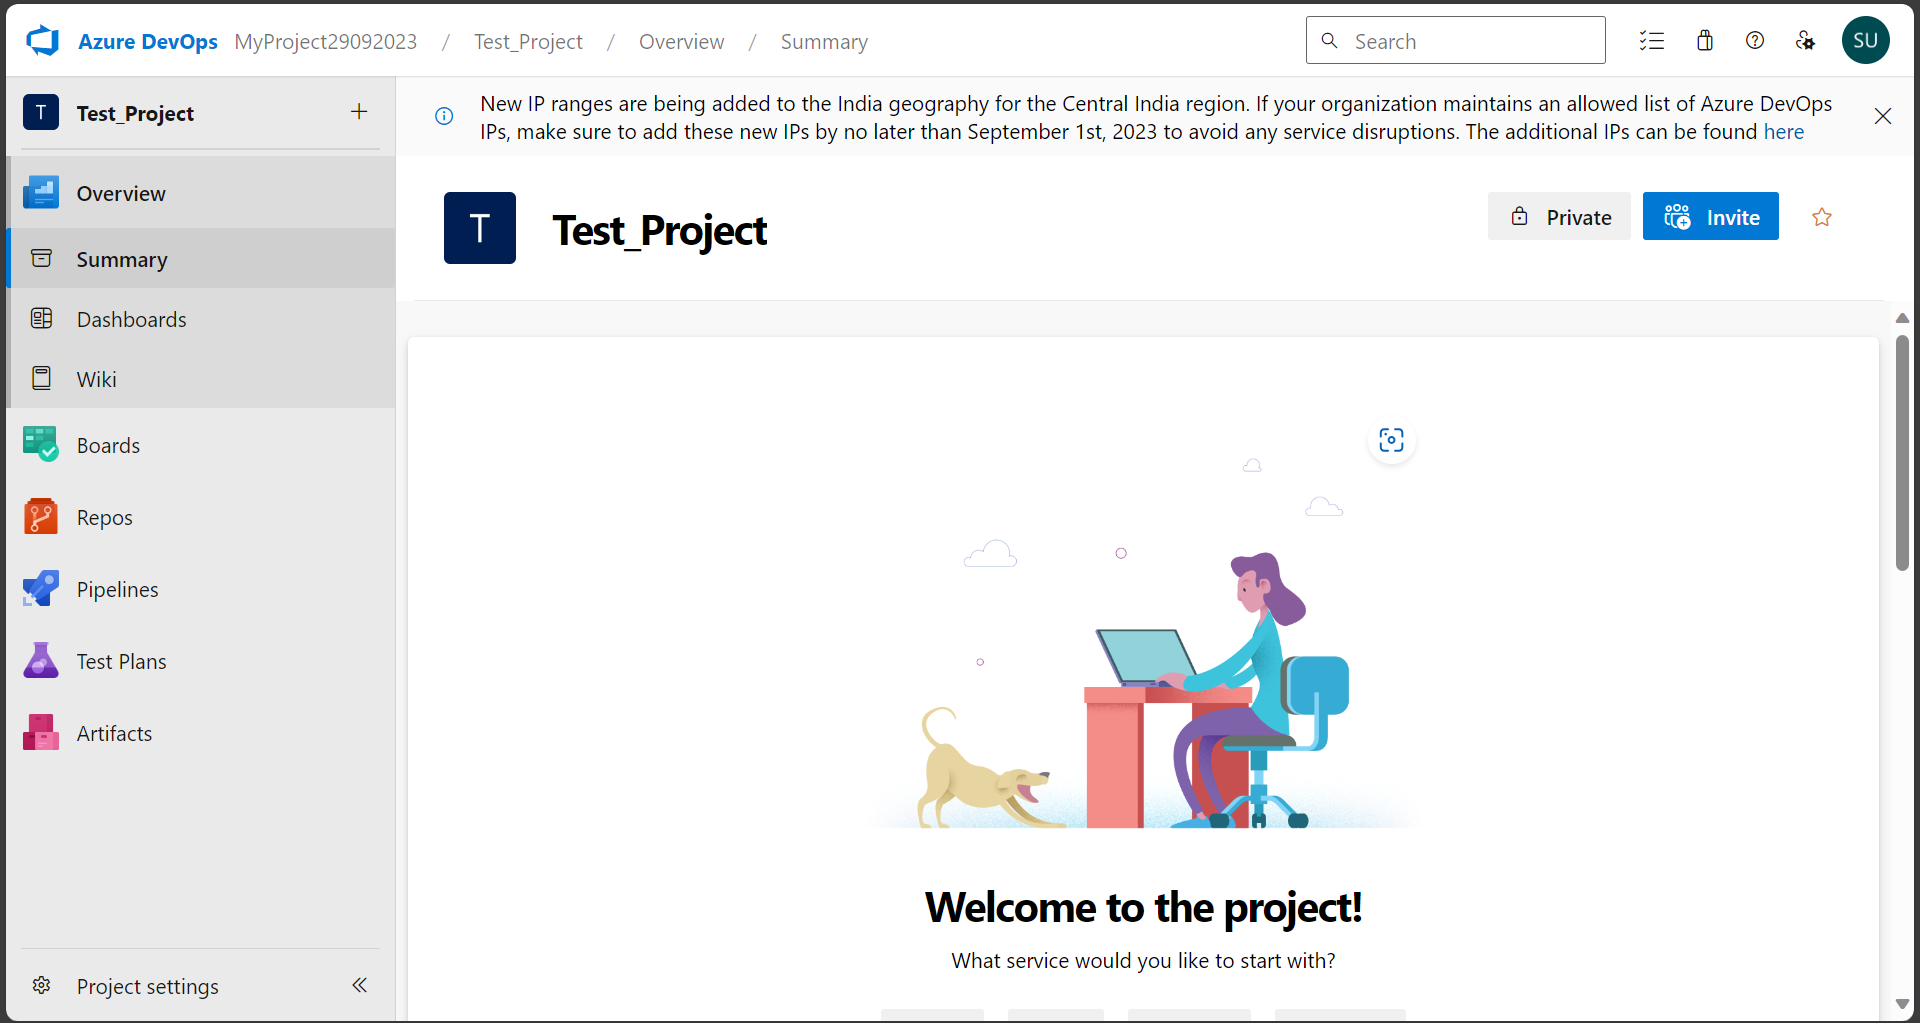 Azure DevOps MyProject29092023 / Test_Project / Overview / Summary
Search
SU
T Test_Project +
Overview
Summary
Dashboards
Wiki
Boards
Repos
Pipelines
Test Plans
Artifacts
Project settings
New IP ranges are being added to the India geography for the Central India region. If your organization maintains an allowed list of Azure DevOps
IPs, make sure to add these new IPs by no later than September 1st, 2023 to avoid any service disruptions. The additional IPs can be found here
T Test_Project
Private
Invite
Welcome to the project!
What service would you like to start with?